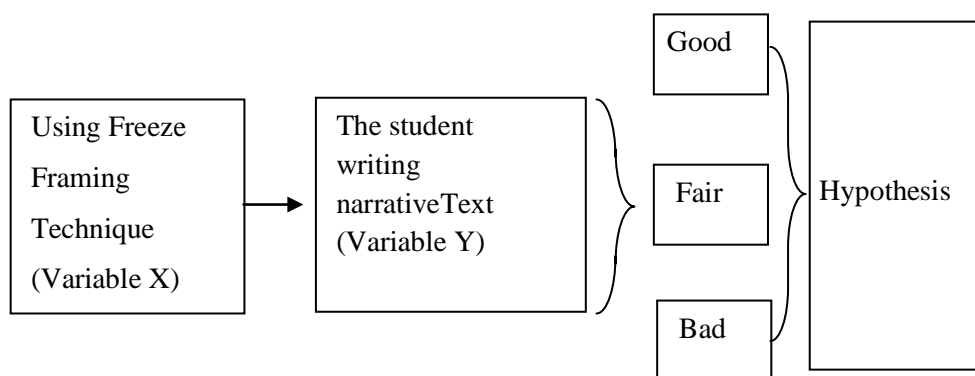 Using Freeze
Framing
Technique
(Variable X)
The student
writing
narrativeText
(Variable Y)
Good
Fair
Bad
Hypothesis